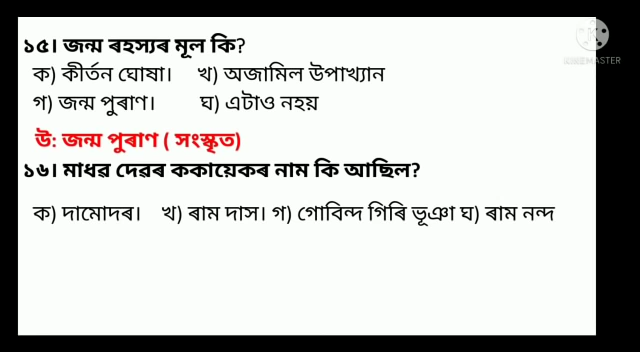 ১৫। জন্ম ৰহস্যৰ মূল কি?
ক) কীৰ্তন ঘোষা।    খ) অজামিল উপাখ্যান
গ) জন্ম পুৰাণ।    ঘ) এটাও নহয়
উ: জন্ম পুৰাণ ( সংস্কৃত)
১৬। মাধৱ দেৱৰ ককায়েকৰ নাম কি আছিল?
ক) দামোদৰ।  খ) ৰাম দাস। গ) গোবিন্দ গিৰি ভূঞা ঘ) ৰাম নন্দ